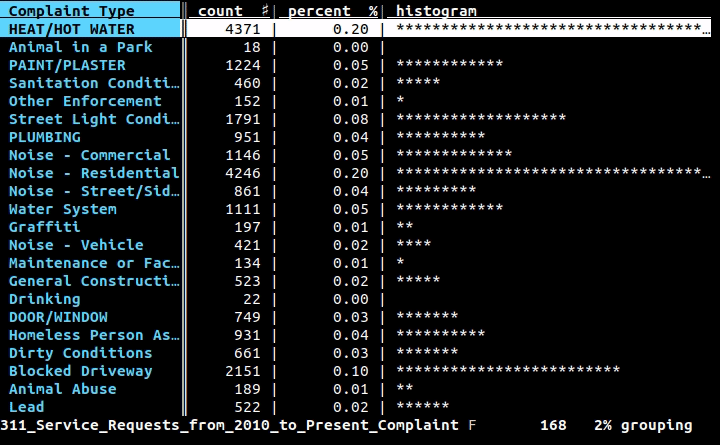 Complaint Type ║ count ♯| percent %| histogram
HEAT/HOT WATER ║ 4371 | 0.20 | **********************************…
Animal in a Park ║ 18 | 0.00 |
PAINT/PLASTER ║ 1224 | 0.05 | ************
Sanitation Conditi… ║ 460 | 0.02 | *****
Other Enforcement ║ 152 | 0.01 | *
Street Light Condi… ║ 1791 | 0.08 | *******************
PLUMBING ║ 951 | 0.04 | **********
Noise - Commercial ║ 1146 | 0.05 | *************
Noise - Residential ║ 4246 | 0.20 | **********************************…
Noise - Street/Sid… ║ 861 | 0.04 | *********
Water System ║ 1111 | 0.05 | ************
Graffiti ║ 197 | 0.01 | **
Noise - Vehicle ║ 421 | 0.02 | ****
Maintenance or Fac… ║ 134 | 0.01 | *
General Constructi… ║ 523 | 0.02 | *****
Drinking ║ 22 | 0.00 |
DOOR/WINDOW ║ 749 | 0.03 | *******
Homeless Person As… ║ 931 | 0.04 | **********
Dirty Conditions ║ 661 | 0.03 | *******
Blocked Driveway ║ 2151 | 0.10 | *************************
Animal Abuse ║ 189 | 0.01 | **
Lead ║ 522 | 0.02 | ******
311_Service_Requests_from_2010_to_Present_Complaint F 168 2% grouping